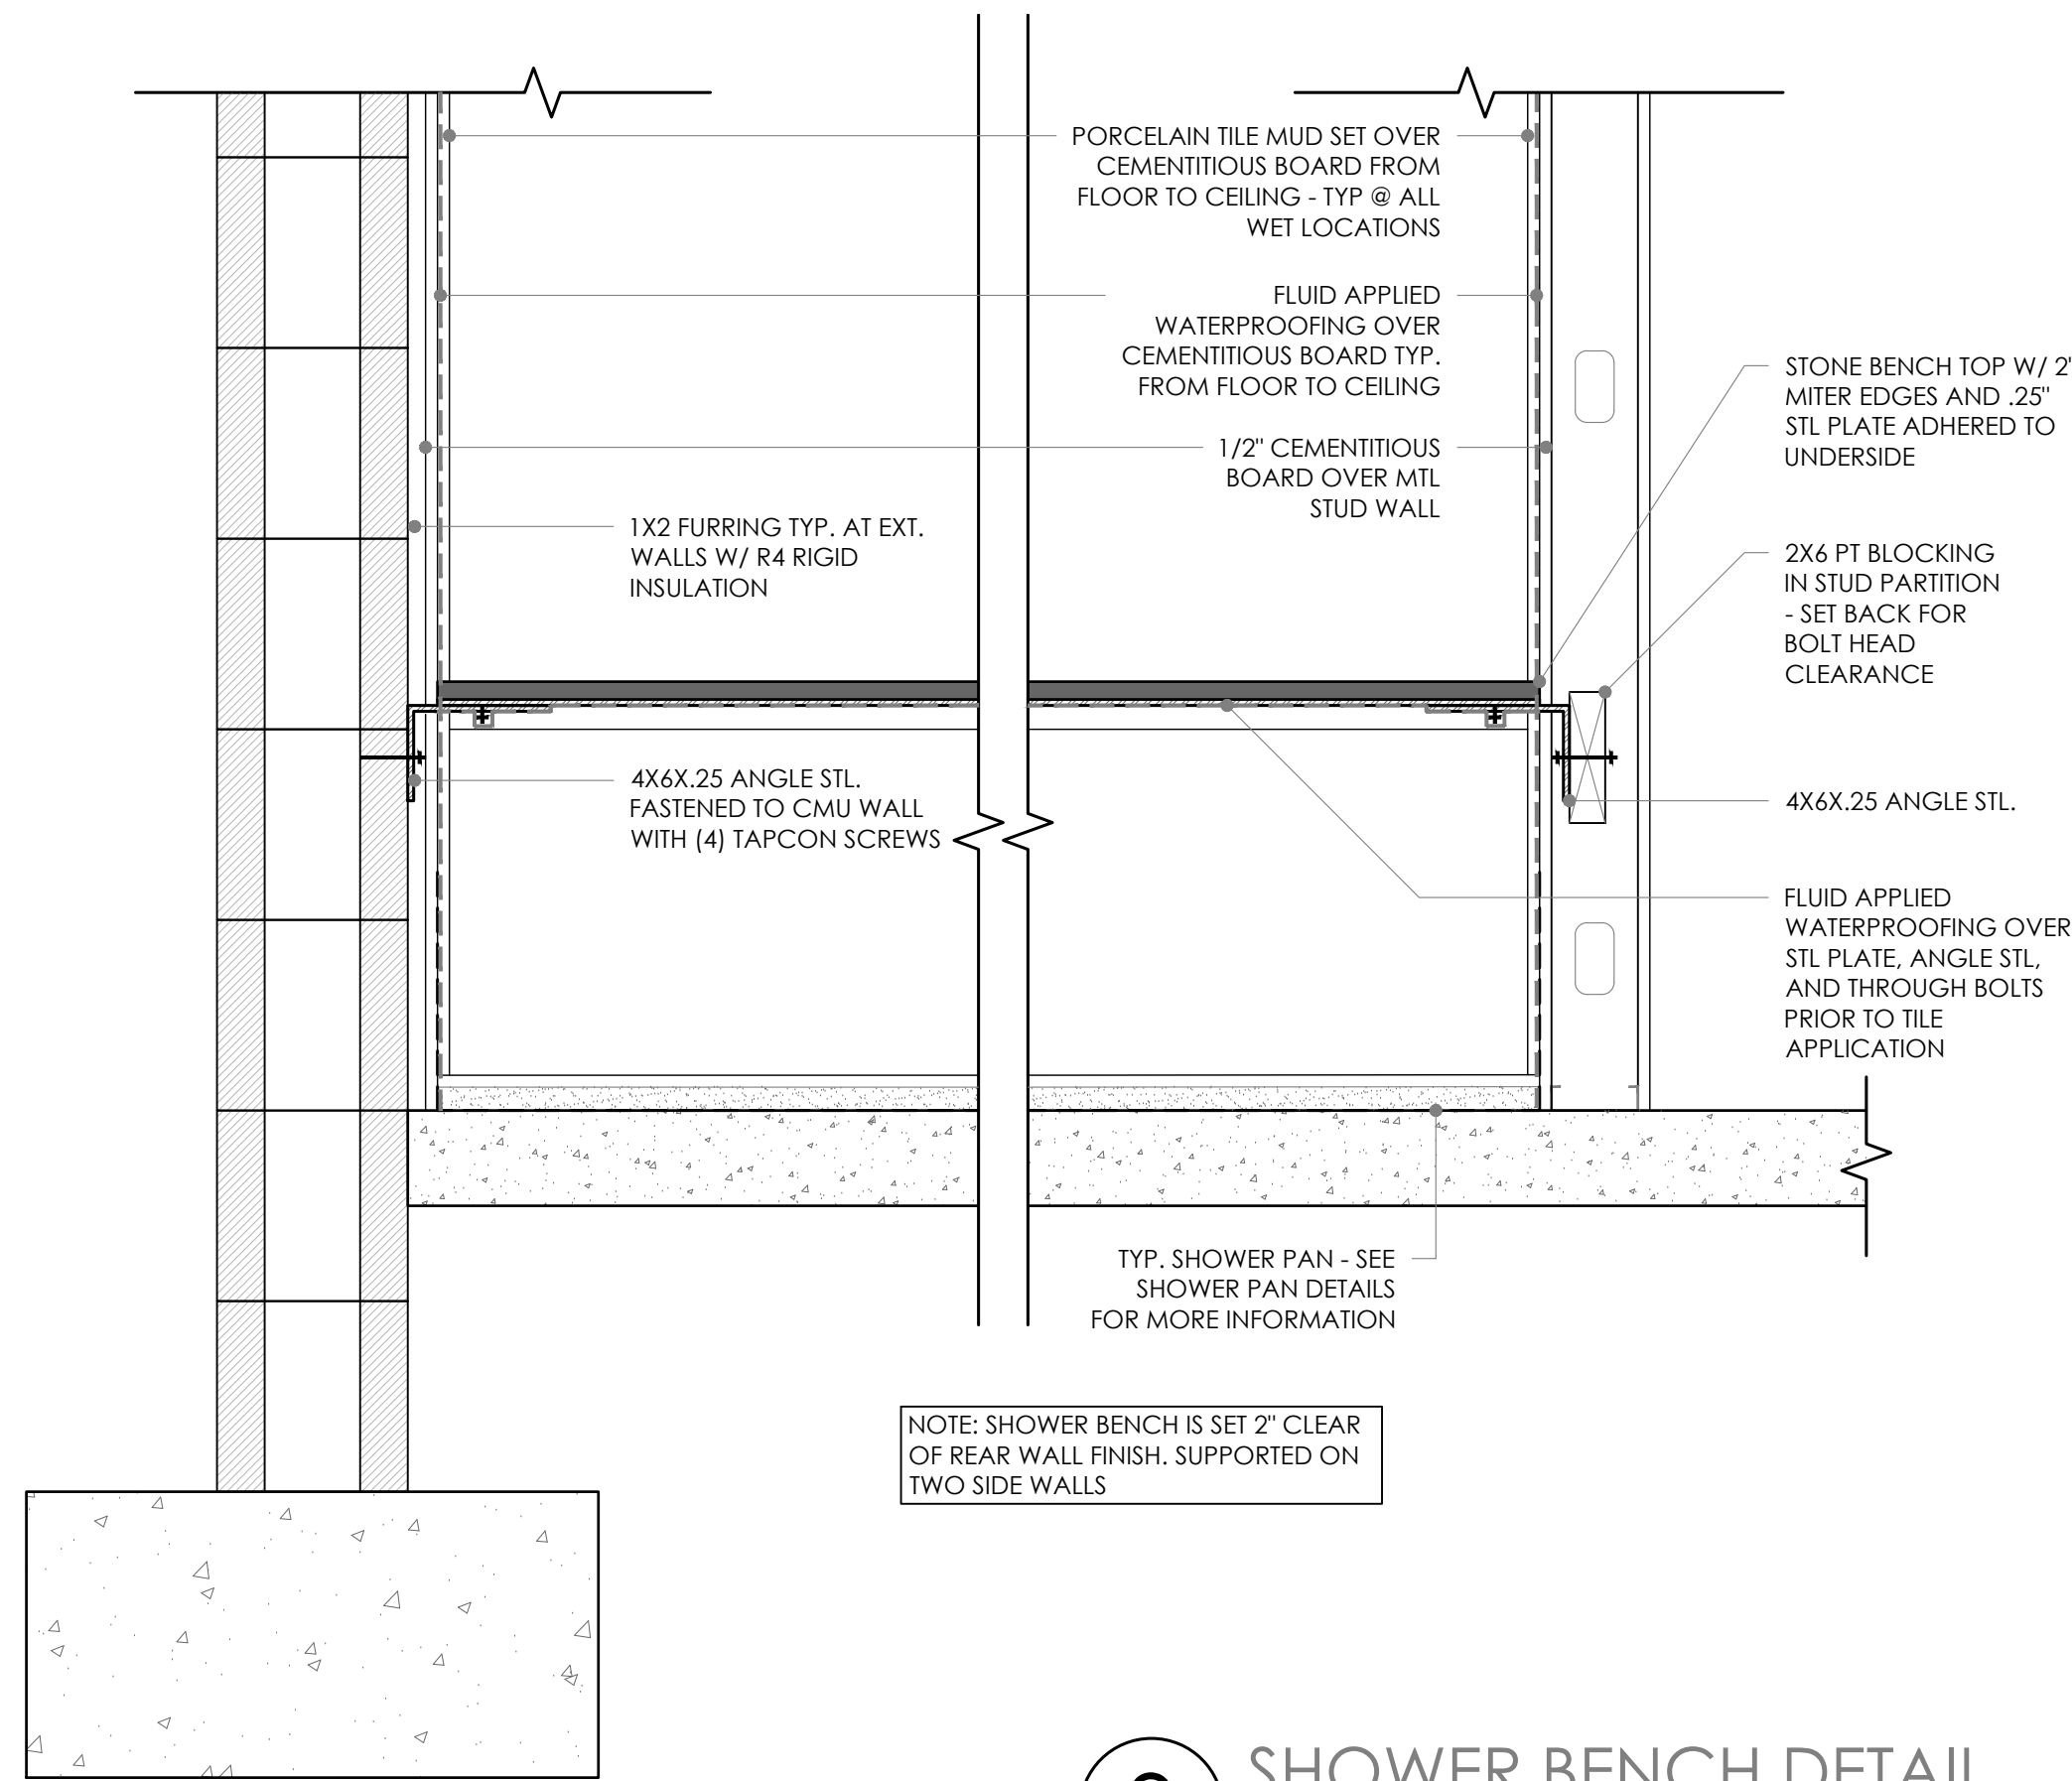 PORCELAIN TILE MUD SET OVER
CEMENTITIOUS BOARD FROM
FLOOR TO CEILING - TYP @ ALL
WET LOCATIONS
FLUID APPLIED
WATERPROOFING OVER
CEMENTITIOUS BOARD TYP.
FROM FLOOR TO CEILING
1/2" CEMENTITIOUS
BOARD OVER MTL
STUD WALL
1X2 FURRING TYP. AT EXT.
WALLS W/ R4 RIGID
INSULATION
4X6X.25 ANGLE STL.
FASTENED TO CMU WALL
WITH (4) TAPCON SCREWS
STONE BENCH TOP W/ 2"
MITER EDGES AND .25"
STL PLATE ADHERED TO
UNDERSIDE
2X6 PT BLOCKING
IN STUD PARTITION
- SET BACK FOR
BOLT HEAD
CLEARANCE
4X6X.25 ANGLE STL.
FLUID APPLIED
WATERPROOFING OVER
STL PLATE, ANGLE STL,
AND THROUGH BOLTS
PRIOR TO TILE
APPLICATION
TYP. SHOWER PAN - SEE
SHOWER PAN DETAILS
FOR MORE INFORMATION
NOTE: SHOWER BENCH IS SET 2" CLEAR
OF REAR WALL FINISH. SUPPORTED ON
TWO SIDE WALLS
SHOWER BENCH DETAIL